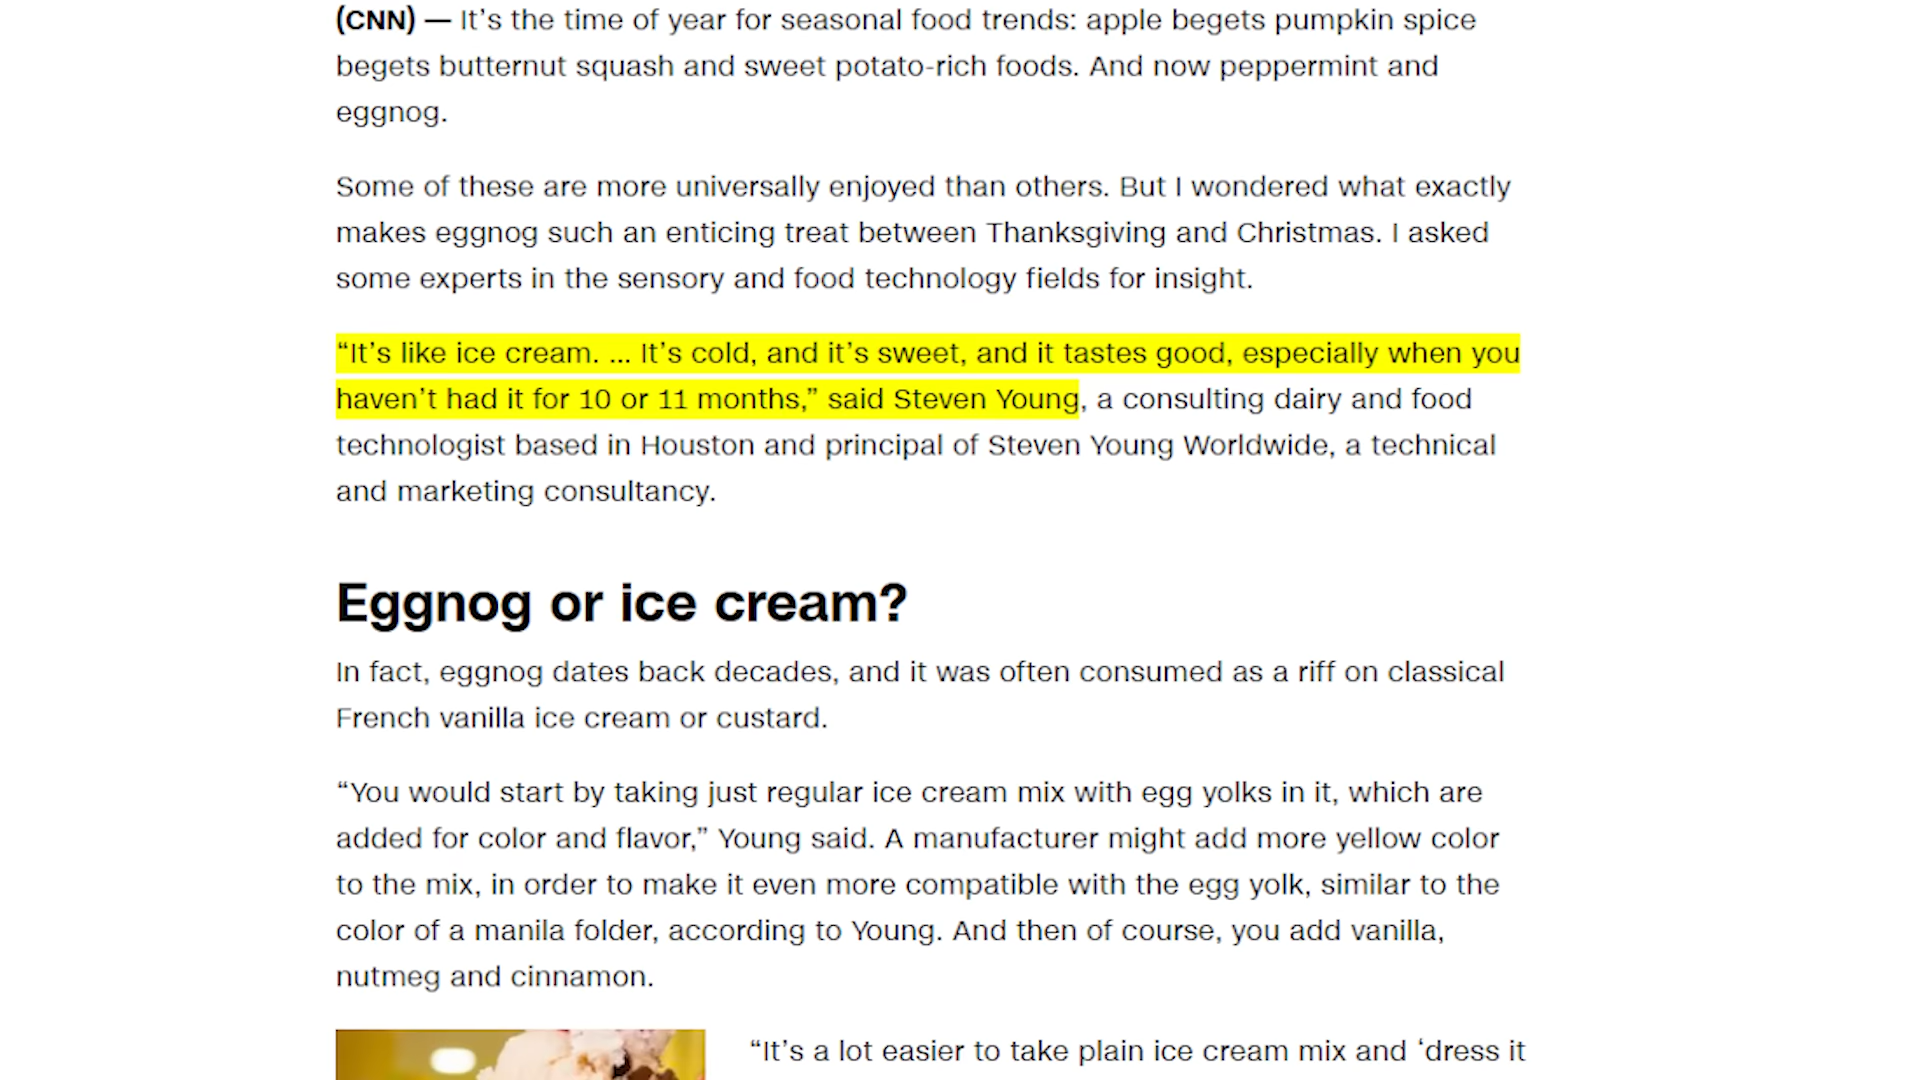 (CNN) — It’s the time of year for seasonal food trends: apple begets pumpkin spice
begets butternut squash and sweet potato-rich foods. And now peppermint and
eggnog.
Some of these are more universally enjoyed than others. But I wondered what exactly
makes eggnog such an enticing treat between Thanksgiving and Christmas. I asked
some experts in the sensory and food technology fields for insight.
“It’s like ice cream. ... It’s cold, and it’s sweet, and it tastes good, especially when you
haven’t had it for 10 or 11 months,” said Steven Young, a consulting dairy and food
technologist based in Houston and principal of Steven Young Worldwide, a technical
and marketing consultancy.
Eggnog or ice cream?
In fact, eggnog dates back decades, and it was often consumed as a riff on classical
French vanilla ice cream or custard.
“You would start by taking just regular ice cream mix with egg yolks in it, which are
added for color and flavor,” Young said. A manufacturer might add more yellow color
to the mix, in order to make it even more compatible with the egg yolk, similar to the
color of a manila folder, according to Young. And then of course, you add vanilla,
nutmeg and cinnamon.
“It’s a lot easier to take plain ice cream mix and ‘dress it